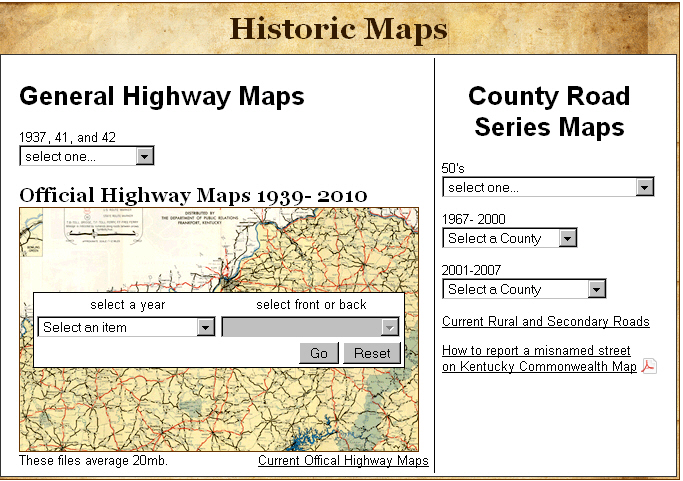 Historic Maps
General Highway Maps
1937, 41, and 42
select one...
Official Highway Maps 1939- 2010
DISTRIBUTED BY
THE DEPARTMENT OF PUBLIC RELATIONS
FRANKFORT, KENTUCKY
select a year select front or back
Select an item
Go Reset
These files average 20mb. Current Offical Highway Maps
County Road
Series Maps
50's
select one...
1967- 2000
Select a County
2001-2007
Select a County
Current Rural and Secondary Roads
How to report a misnamed street
on Kentucky Commonwealth Map